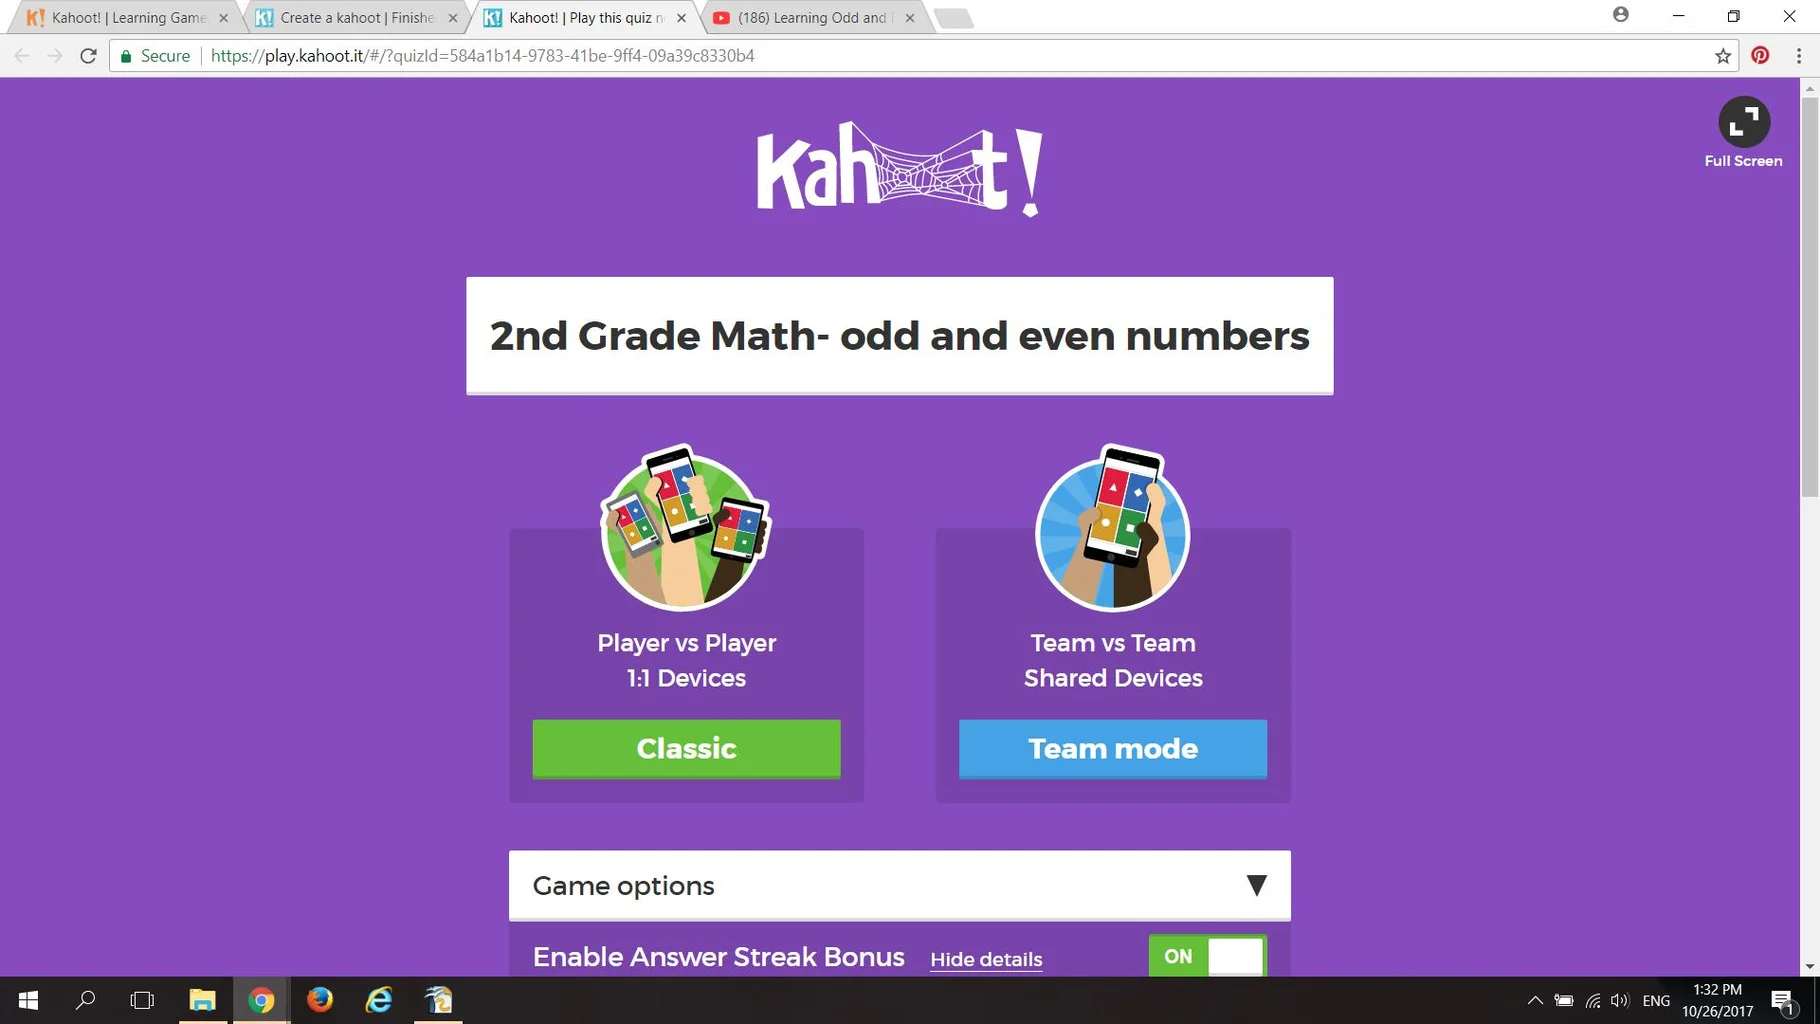 Kahoot! | Learning Game
Create a kahoot | Finishe
Kahoot! | Play this quiz n
(186) Learning Odd and
Secure
https://play.kahoot.it/#/?quizId=584a1b14-9783-41be-9ff4-09a39c8330b4
Kahoot!
Full Screen
2nd Grade Math- odd and even numbers
Player vs Player
1:1 Devices
Classic
Team vs Team
Shared Devices
Team mode
Game options
Enable Answer Streak Bonus Hide details ON
ENG
1:32 PM
10/26/2017
1